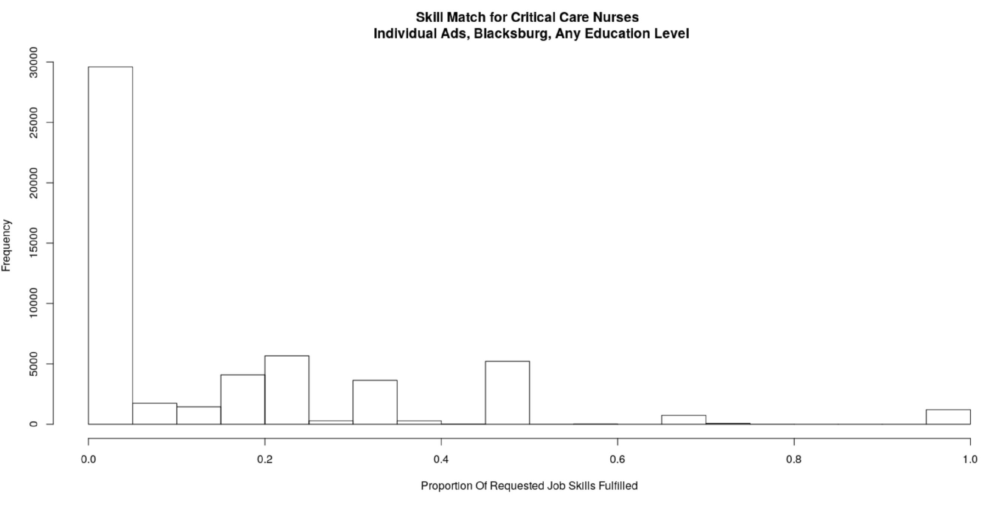 Skill Match for Critical Care Nurses
Individual Ads, Blacksburg, Any Education Level
Frequency
30000
25000
20000
15000
10000
5000
0
0.0 0.2 0.4 0.6 0.8 1.0
Proportion Of Requested Job Skills Fulfilled